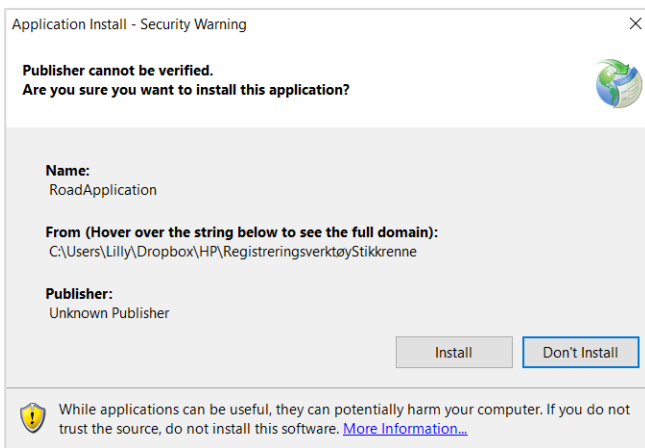 Application Install - Security Warning
Publisher cannot be verified.
Are you sure you want to install this application?
Name:
RoadApplication
From (Hover over the string below to see the full domain):
C:\Users\Lilly\Dropbox\HP\RegistreringsverktøyStikkrenne
Publisher:
Unknown Publisher
Install Don't Install
While applications can be useful, they can potentially harm your computer. If you do not
trust the source, do not install this software. More Information...